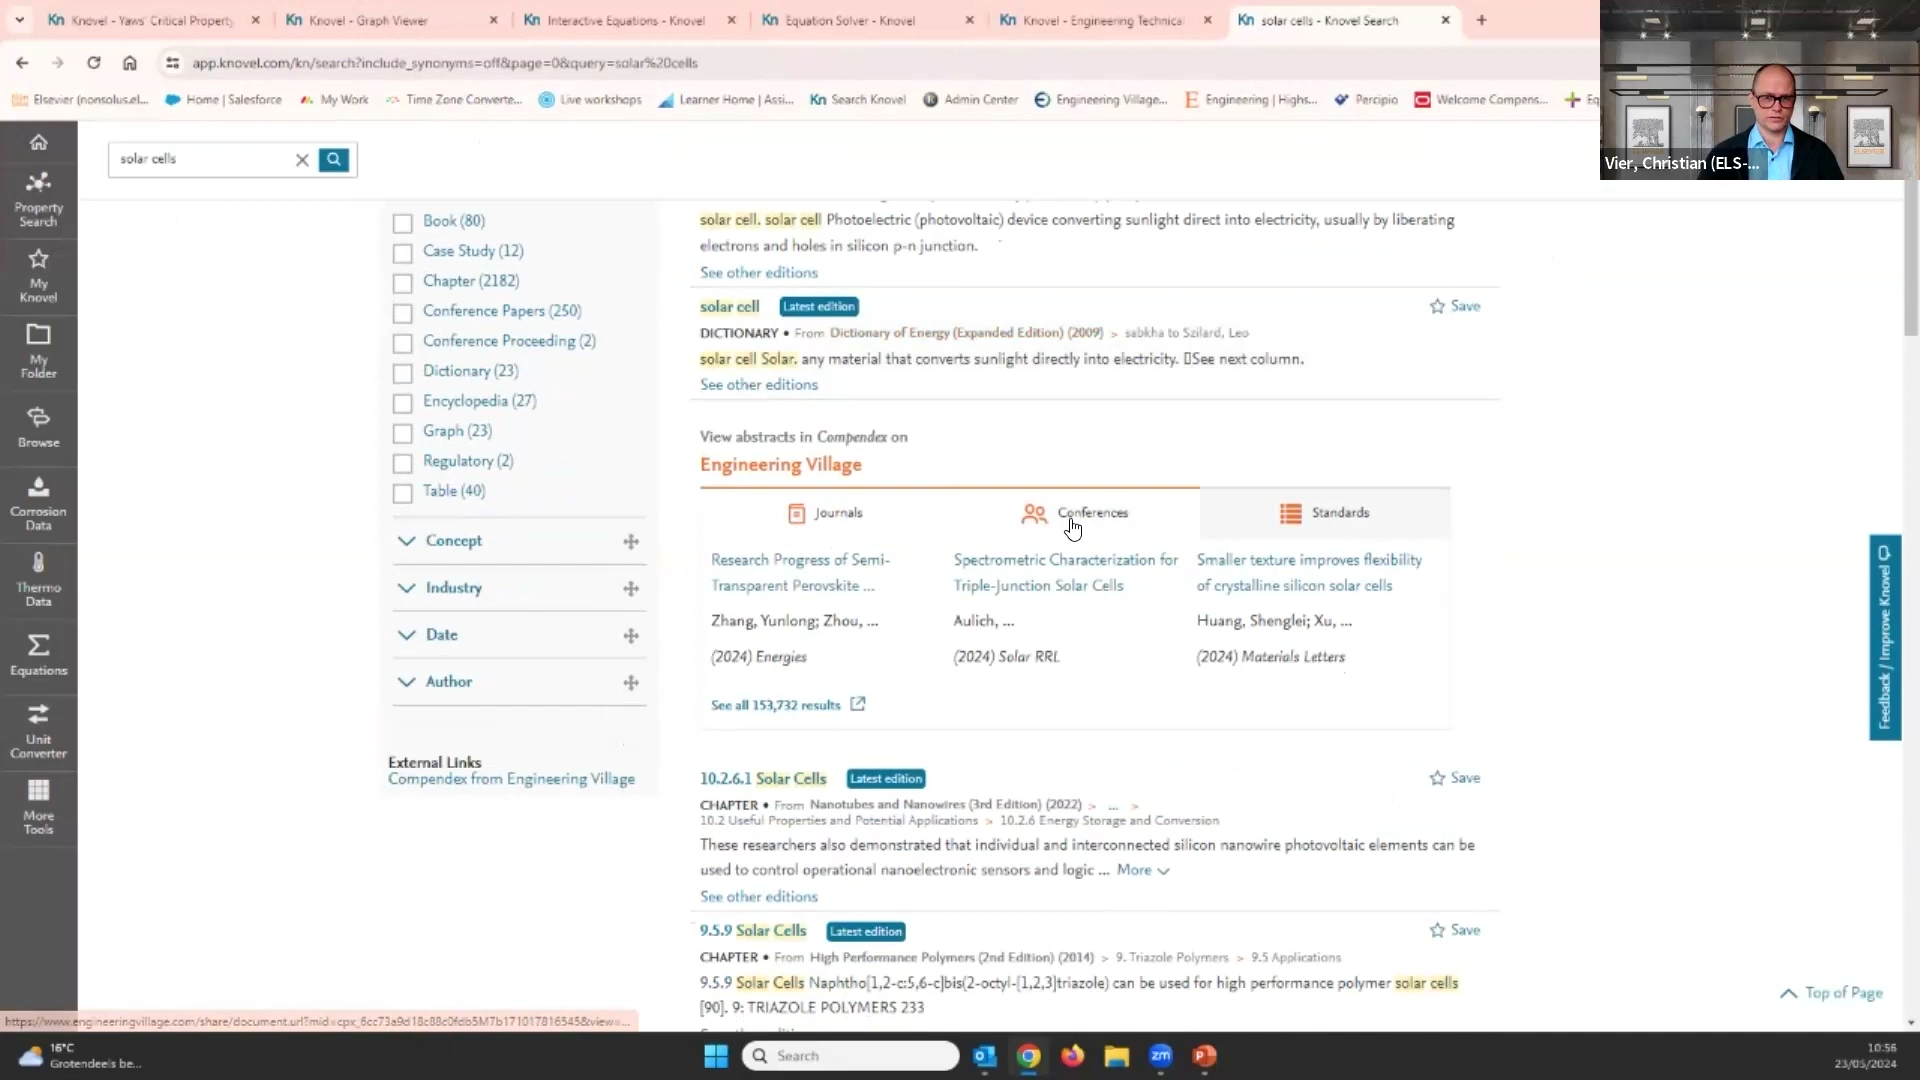 Kn Knovel - Yaws' Critical Property
Kn Knovel - Graph Viewer
Kn Interactive Equations - Knovel
Kn Equation Solver - Knovel
Kn Knovel - Engineering Technical
Kn solar cells - Knovel Search
app.knovel.com/kn/search?include_synonyms=off&page=0&query=solar%20cells
Elsevier (nonsolus.el...
Home | Salesforce
My Work
Time Zone Converte...
Live workshops
Learner Home | Assi...
Kn Search Knovel
Admin Center
Engineering Village...
Engineering | Highs...
Percipio
Welcome Compens...
Eq
Vier, Christian (ELS-...
ELSEVIER
solar cells
Property
Search
My
Knovel
My
Folder
Browse
Corrosion
Data
Thermo
Data
Equations
Unit
Converter
More
Tools
Book (80)
Case Study (12)
Chapter (2182)
Conference Papers (250)
Conference Proceeding (2)
Dictionary (23)
Encyclopedia (27)
Graph (23)
Regulatory (2)
Table (40)
Concept
Industry
Date
Author
External Links
Compendex from Engineering Village
solar cell. solar cell Photoelectric (photovoltaic) device converting sunlight direct into electricity, usually by liberating
electrons and holes in silicon p-n junction.
See other editions
solar cell Latest edition
Save
DICTIONARY • From Dictionary of Energy (Expanded Edition) (2009) > sabkha to Szilard, Leo
solar cell Solar. any material that converts sunlight directly into electricity. See next column.
See other editions
View abstracts in Compendex on
Engineering Village
Journals
Conferences
Standards
Research Progress of Semi-
Transparent Perovskite ...
Zhang, Yunlong; Zhou, ...
(2024) Energies
Spectrometric Characterization for
Triple-Junction Solar Cells
Aulich, ...
(2024) Solar RRL
Smaller texture improves flexibility
of crystalline silicon solar cells
Huang, Shenglei; Xu, ...
(2024) Materials Letters
See all 153,732 results
10.2.6.1 Solar Cells Latest edition
Save
CHAPTER • From Nanotubes and Nanowires (3rd Edition) (2022) > ... >
10.2 Useful Properties and Potential Applications > 10.2.6 Energy Storage and Conversion
These researchers also demonstrated that individual and interconnected silicon nanowire photovoltaic elements can be
used to control operational nanoelectronic sensors and logic ... More
See other editions
9.5.9 Solar Cells Latest edition
Save
CHAPTER • From High Performance Polymers (2nd Edition) (2014) > 9. Triazole Polymers > 9.5 Applications
9.5.9 Solar Cells Naphtho[1,2-c:5,6-c]bis(2-octyl-[1,2,3]triazole) can be used for high performance polymer solar cells
[90]. 9: TRIAZOLE POLYMERS 233
Feedback / Improve Knovel
Top of Page
16°C
Grotendeels be...
Search
zm
10:56
23/05/2024